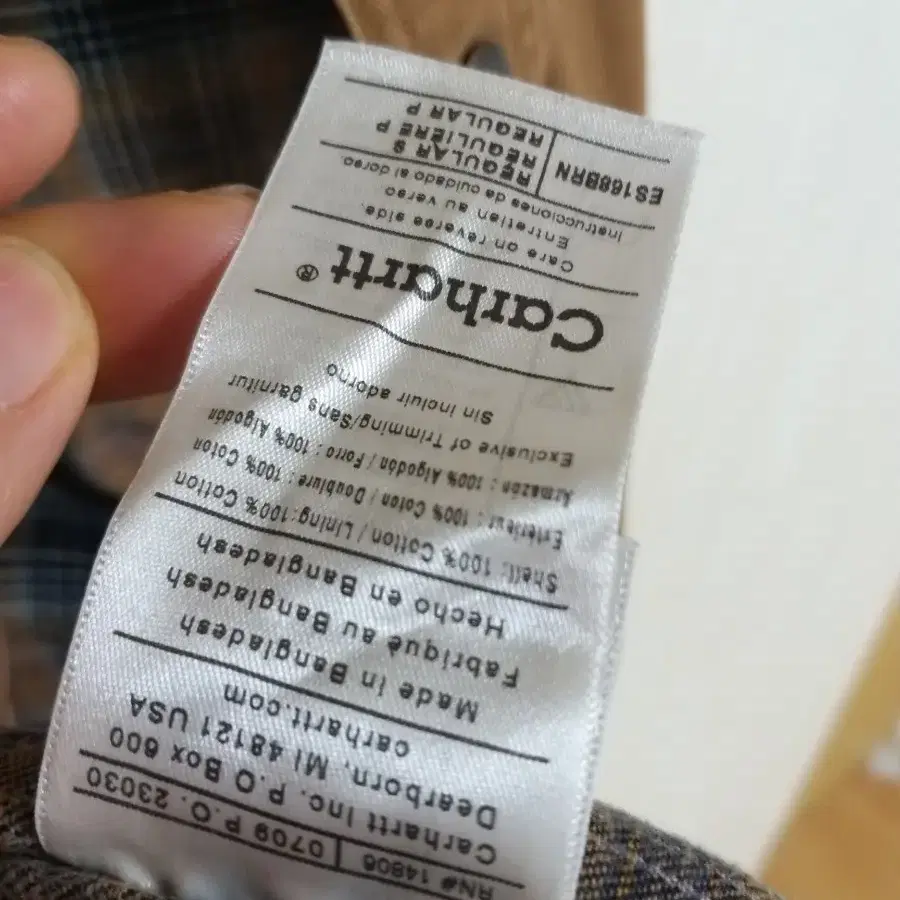 RN# 14806 0709 P.O. 23030
Carhartt Inc. P.O Box 600
Dearborn, MI 48121 USA
carhartt.com
Made in Bangladesh
Fabriqué au Bangladesh
Hecho en Bangladesh
Shell: 100% Cotton / Lining:100% Cotton
Extérieur : 100% Coton / Doublure : 100% Coton
Armazón : 100% Algodón / Forro : 100% Algodón
Exclusive of Trimming/Sans garnitur
Sin incluir adorno
Carhartt ®
Care on reverse side.
Entretian au verso
Instrucciones de cuidado al dorso.
ES168BRN REGULAR S
REGULIERE P
REGULAR P